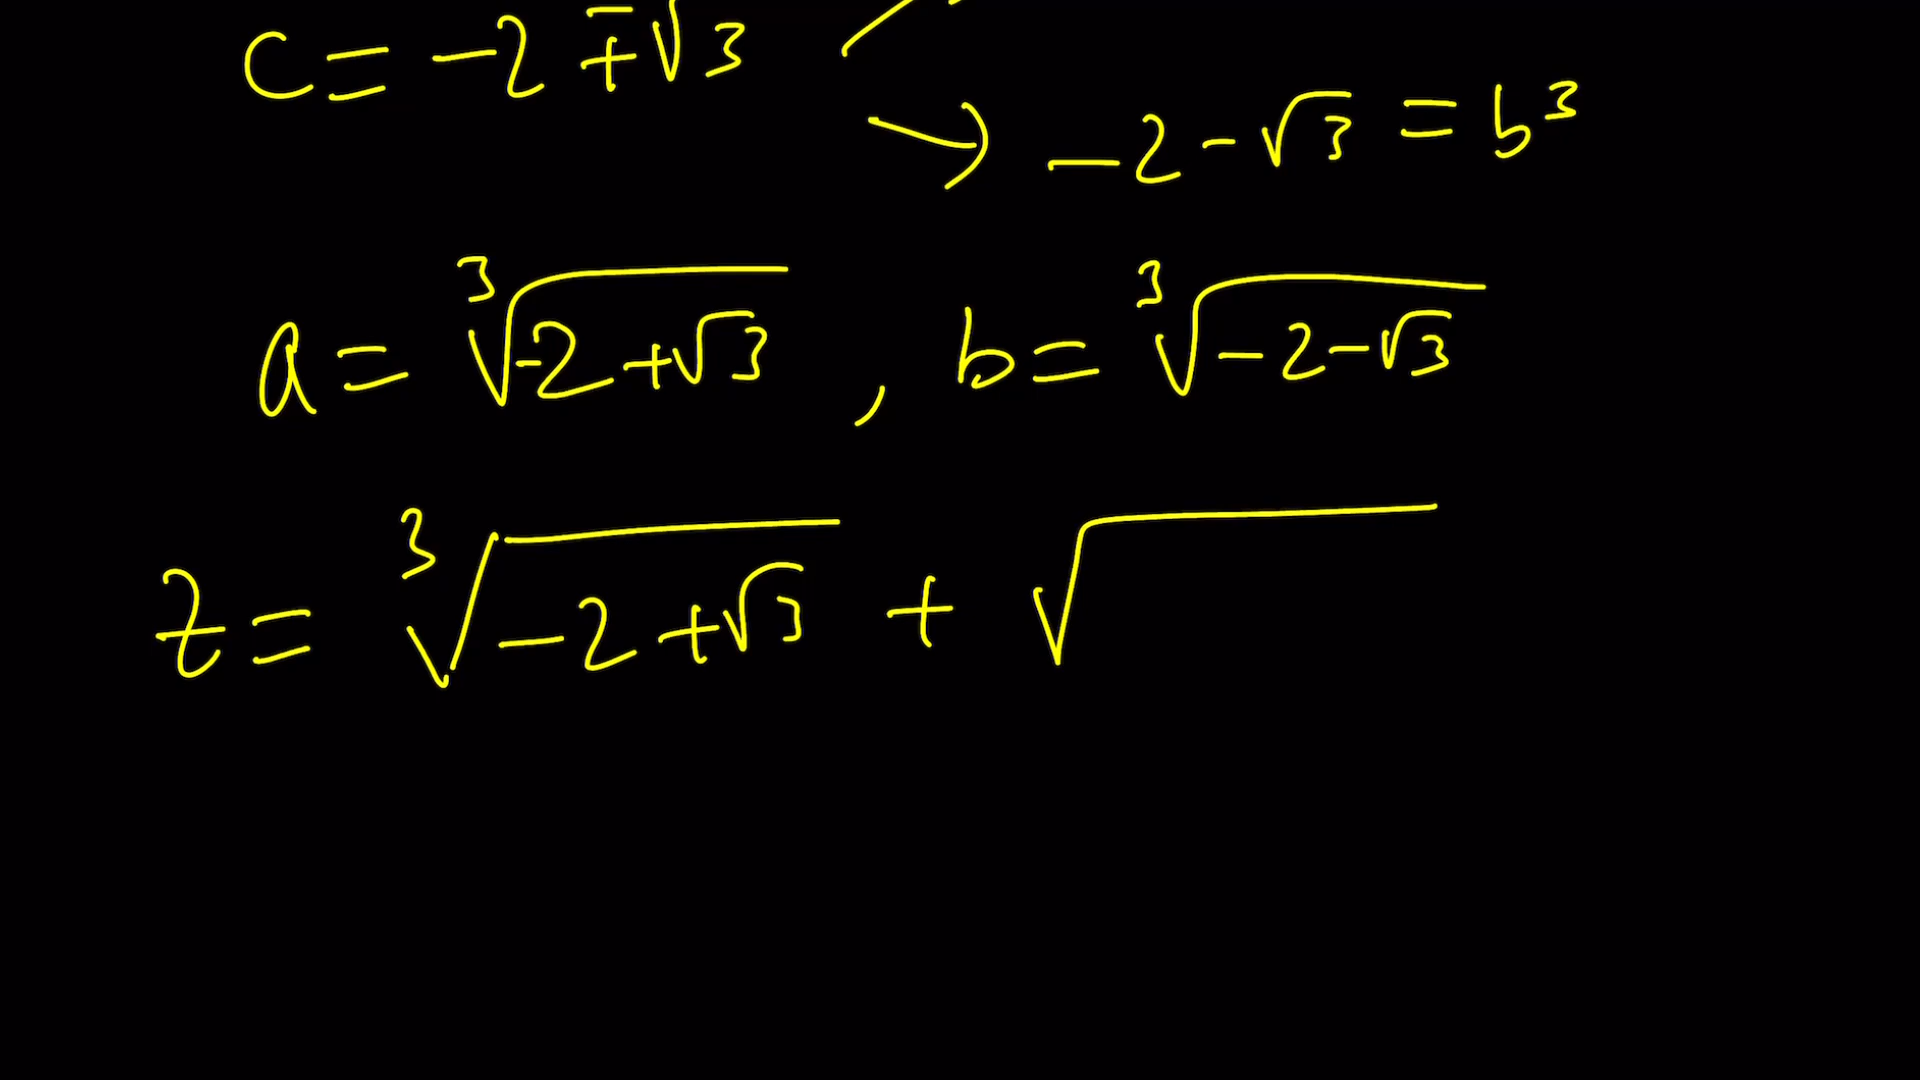 c = -2 ∓ √3
→ -2 - √3 = b³
a = ∛(-2 + √3) , b = ∛(-2 - √3)
z = ∛(-2 + √3) + √